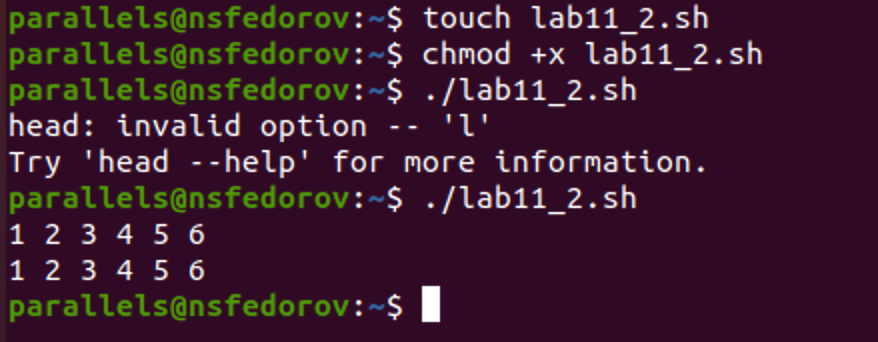 parallels@nsfedorov:~$ touch lab11_2.sh
parallels@nsfedorov:~$ chmod +x lab11_2.sh
parallels@nsfedorov:~$ ./lab11_2.sh
head: invalid option -- 'l'
Try 'head --help' for more information.
parallels@nsfedorov:~$ ./lab11_2.sh
1 2 3 4 5 6
1 2 3 4 5 6
parallels@nsfedorov:~$